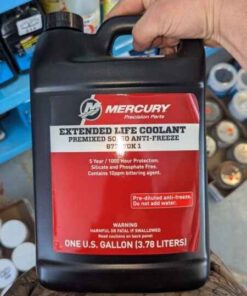 MERCURY
Precision Parts
EXTENDED LIFE COOLANT
PREMIXED 50/50 ANTI-FREEZE
5 Year / 1000 Hour Protection.
Silicate and Phosphate Free.
Contains 10ppm bittering agent.
Pre-diluted anti-freeze.
Do not add water.
WARNING
HARMFUL OR FATAL IF SWALLOWED
Read cautions on back panel
ONE U.S. GALLON (3.78 LITERS)